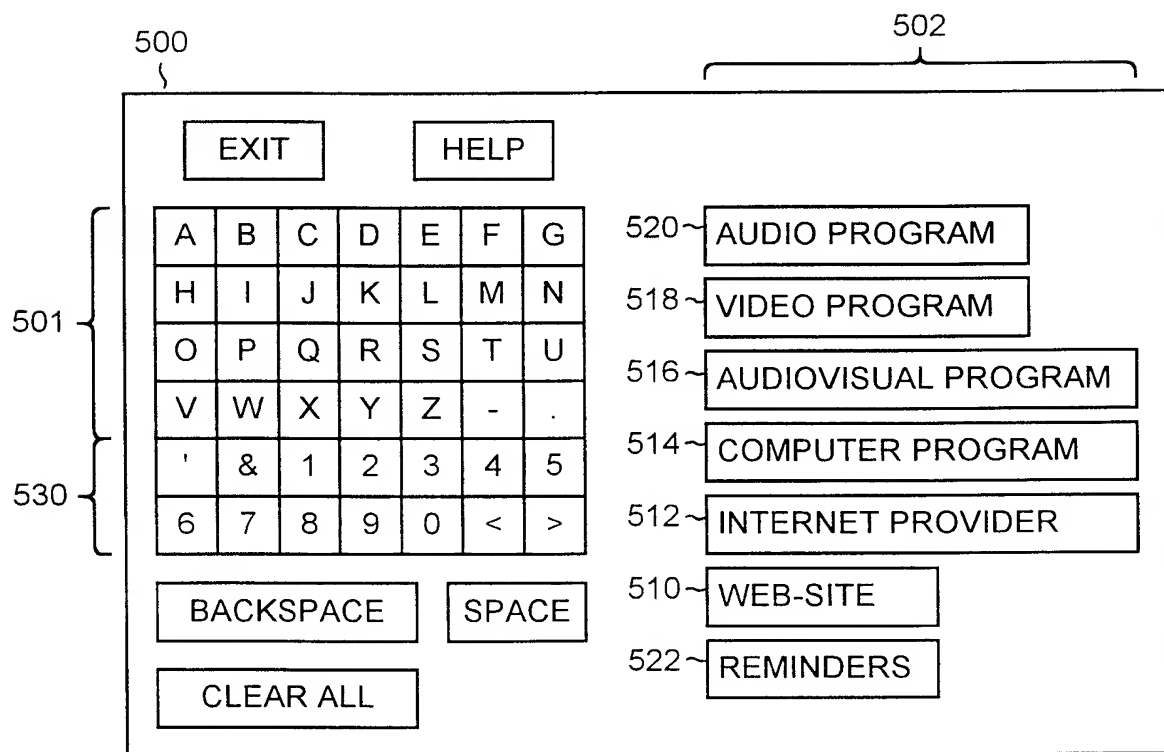 500
502
EXIT HELP
A B C D E F G
520 AUDIO PROGRAM
H I J K L M N
518 VIDEO PROGRAM
501
O P Q R S T U
516 AUDIOVISUAL PROGRAM
V W X Y Z - .
514 COMPUTER PROGRAM
' & 1 2 3 4 5
530
6 7 8 9 0 < >
512 INTERNET PROVIDER
BACKSPACE SPACE
510 WEB-SITE
CLEAR ALL
522 REMINDERS